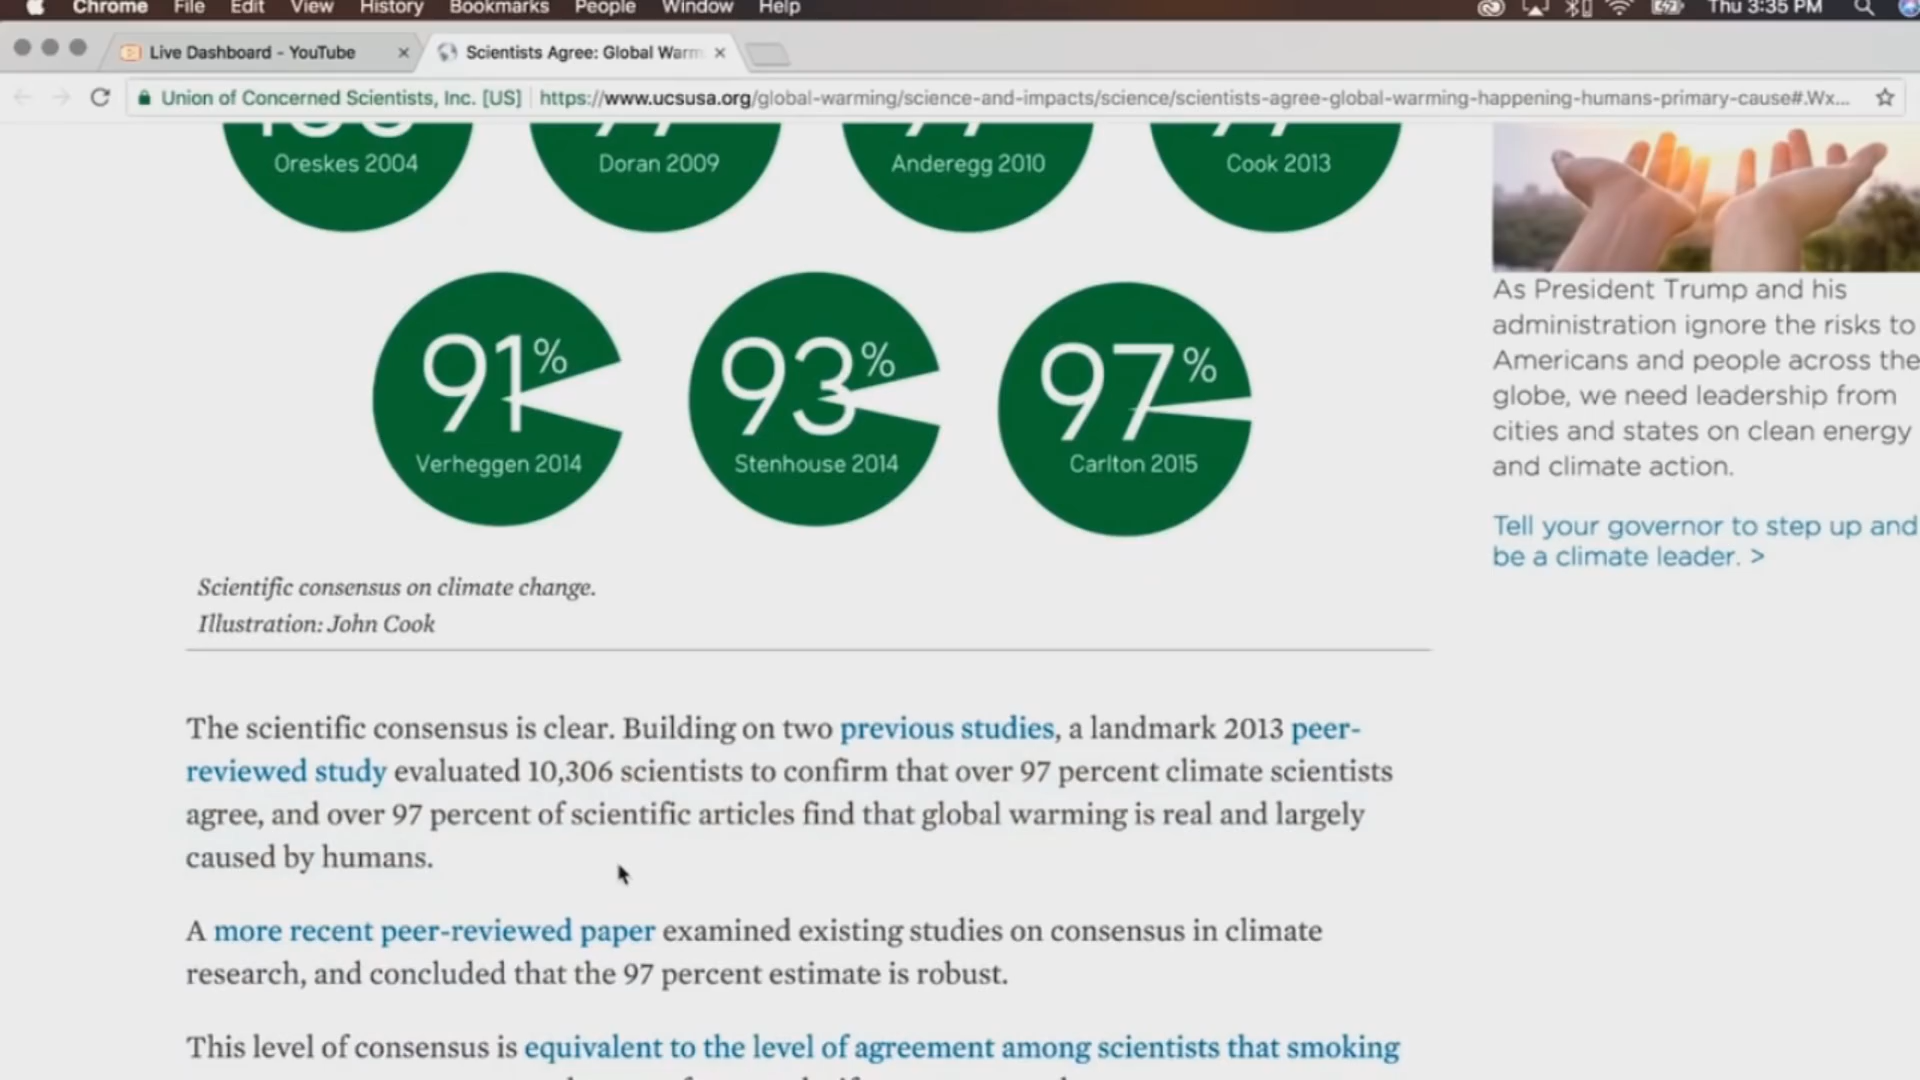 Chrome File Edit View History Bookmarks People Window Help Thu 3:35 PM
Live Dashboard - YouTube Scientists Agree: Global Warm
Union of Concerned Scientists, Inc. [US] https://www.ucsusa.org/global-warming/science-and-impacts/science/scientists-agree-global-warming-happening-humans-primary-cause#.Wx...
Oreskes 2004 Doran 2009 Anderegg 2010 Cook 2013
91% 93% 97%
Verheggen 2014 Stenhouse 2014 Carlton 2015
Scientific consensus on climate change.
Illustration: John Cook
The scientific consensus is clear. Building on two previous studies, a landmark 2013 peer-
reviewed study evaluated 10,306 scientists to confirm that over 97 percent climate scientists
agree, and over 97 percent of scientific articles find that global warming is real and largely
caused by humans.
A more recent peer-reviewed paper examined existing studies on consensus in climate
research, and concluded that the 97 percent estimate is robust.
This level of consensus is equivalent to the level of agreement among scientists that smoking
As President Trump and his
administration ignore the risks to
Americans and people across the
globe, we need leadership from
cities and states on clean energy
and climate action.
Tell your governor to step up and
be a climate leader. >